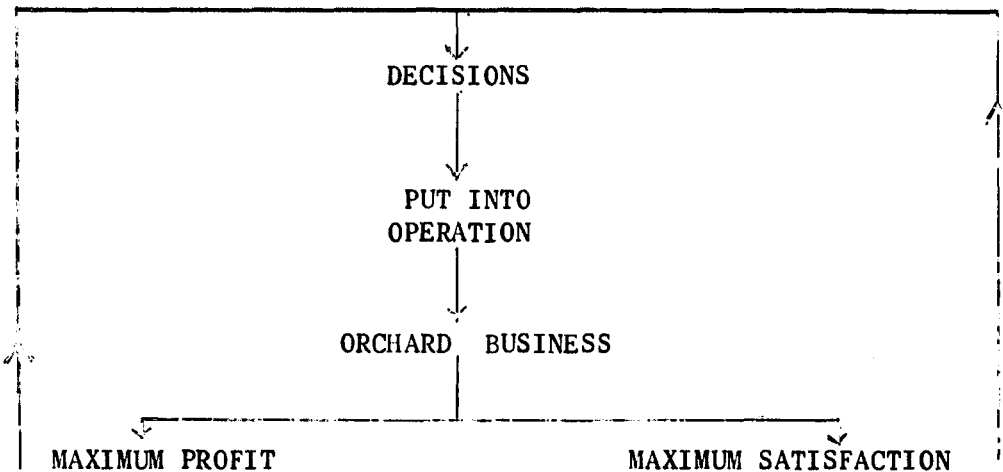 DECISIONS
PUT INTO
OPERATION
ORCHARD BUSINESS
MAXIMUM PROFIT MAXIMUM SATISFACTION